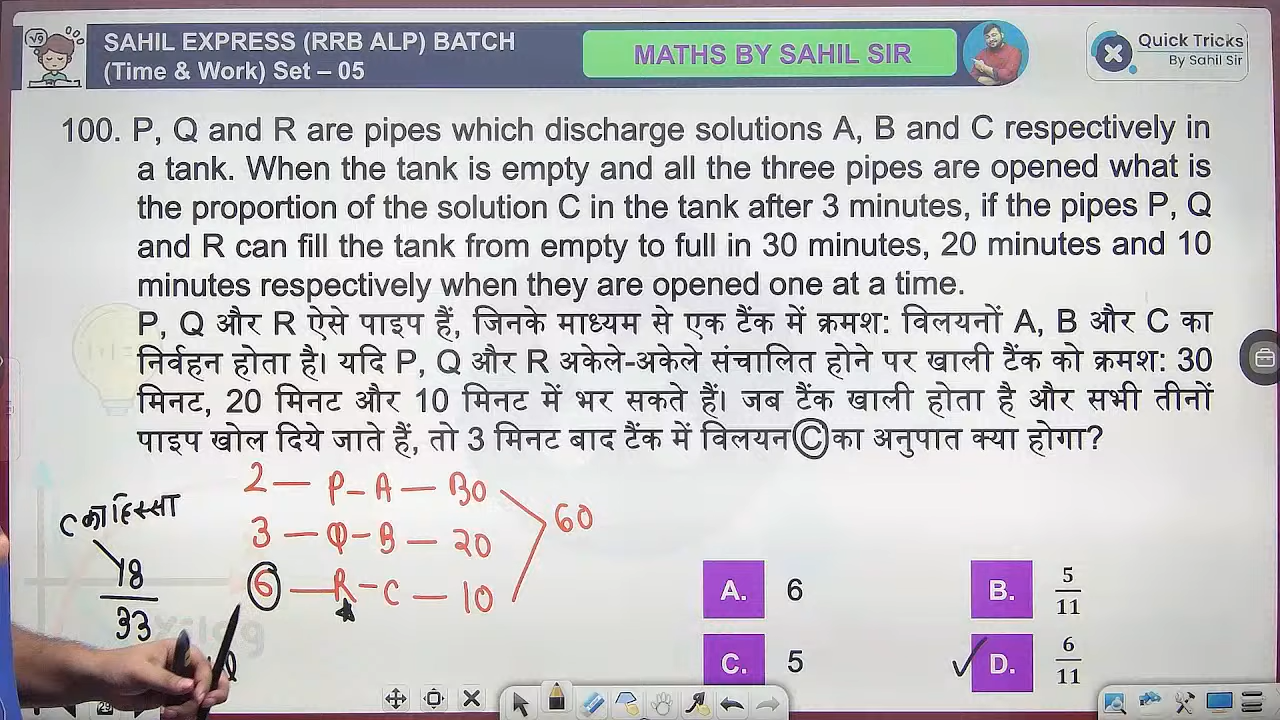 SAHIL EXPRESS (RRB ALP) BATCH
(Time & Work) Set – 05
MATHS BY SAHIL SIR
Quick Tricks
By Sahil Sir
100. P, Q and R are pipes which discharge solutions A, B and C respectively in
a tank. When the tank is empty and all the three pipes are opened what is
the proportion of the solution C in the tank after 3 minutes, if the pipes P, Q
and R can fill the tank from empty to full in 30 minutes, 20 minutes and 10
minutes respectively when they are opened one at a time.
P, Q और R ऐसे पाइप हैं, जिनके माध्यम से एक टैंक में क्रमश: विलयनों A, B और C का
निर्वहन होता है। यदि P, Q और R अकेले-अकेले संचालित होने पर खाली टैंक को क्रमश: 30
मिनट, 20 मिनट और 10 मिनट में भर सकते हैं। जब टैंक खाली होता है और सभी तीनों
पाइप खोल दिये जाते हैं, तो 3 मिनट बाद टैंक में विलयन C का अनुपात क्या होगा?
2 — P – A — 30
3 — Q – B — 20
6 — R – C — 10
60
C का हिस्सा
18
33
A. 6
B. 5/11
C. 5
D. 6/11